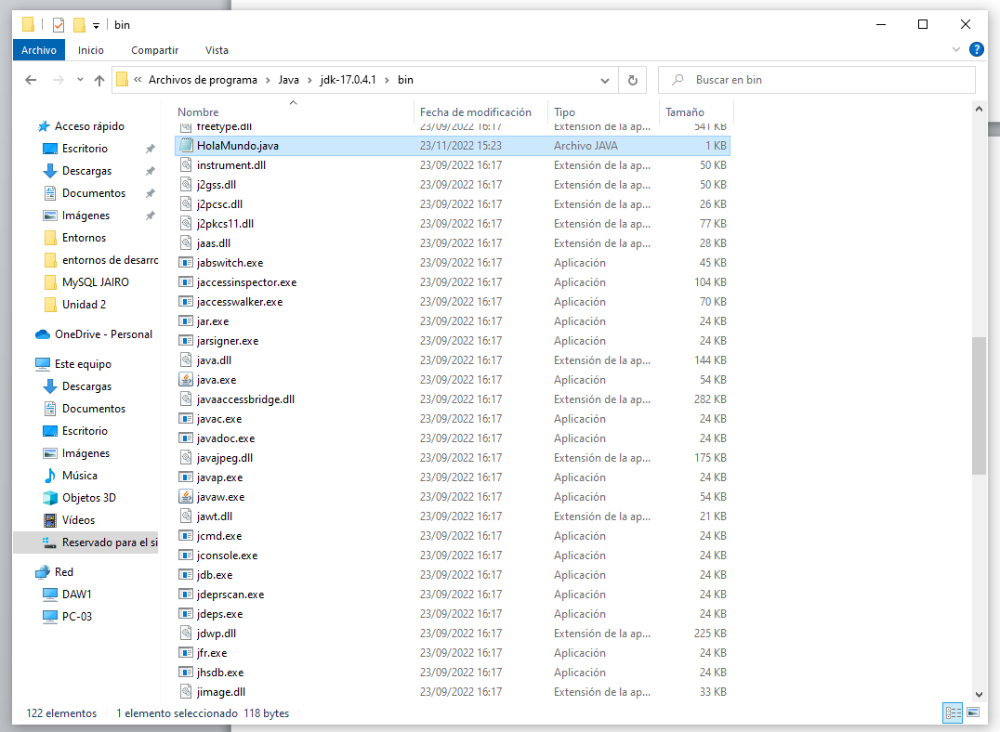 bin
Archivo Inicio Compartir Vista
« Archivos de programa > Java > jdk-17.0.4.1 > bin
Buscar en bin
Nombre Fecha de modificación Tipo Tamaño
freetype.dll 23/09/2022 16:17 Extensión de la ap... 541 KB
HolaMundo.java 23/11/2022 15:23 Archivo JAVA 1 KB
instrument.dll 23/09/2022 16:17 Extensión de la ap... 50 KB
j2gss.dll 23/09/2022 16:17 Extensión de la ap... 50 KB
j2pcsc.dll 23/09/2022 16:17 Extensión de la ap... 26 KB
j2pkcs11.dll 23/09/2022 16:17 Extensión de la ap... 77 KB
jaas.dll 23/09/2022 16:17 Extensión de la ap... 28 KB
jabswitch.exe 23/09/2022 16:17 Aplicación 45 KB
jaccessinspector.exe 23/09/2022 16:17 Aplicación 104 KB
jaccesswalker.exe 23/09/2022 16:17 Aplicación 70 KB
jar.exe 23/09/2022 16:17 Aplicación 24 KB
jarsigner.exe 23/09/2022 16:17 Aplicación 24 KB
java.dll 23/09/2022 16:17 Extensión de la ap... 144 KB
java.exe 23/09/2022 16:17 Aplicación 54 KB
javaaccessbridge.dll 23/09/2022 16:17 Extensión de la ap... 282 KB
javac.exe 23/09/2022 16:17 Aplicación 24 KB
javadoc.exe 23/09/2022 16:17 Aplicación 24 KB
javajpeg.dll 23/09/2022 16:17 Extensión de la ap... 175 KB
javap.exe 23/09/2022 16:17 Aplicación 24 KB
javaw.exe 23/09/2022 16:17 Aplicación 54 KB
jawt.dll 23/09/2022 16:17 Extensión de la ap... 21 KB
jcmd.exe 23/09/2022 16:17 Aplicación 24 KB
jconsole.exe 23/09/2022 16:17 Aplicación 24 KB
jdb.exe 23/09/2022 16:17 Aplicación 24 KB
jdeprscan.exe 23/09/2022 16:17 Aplicación 24 KB
jdeps.exe 23/09/2022 16:17 Aplicación 24 KB
jdwp.dll 23/09/2022 16:17 Extensión de la ap... 225 KB
jfr.exe 23/09/2022 16:17 Aplicación 24 KB
jhsdb.exe 23/09/2022 16:17 Aplicación 24 KB
jimage.dll 23/09/2022 16:17 Extensión de la ap... 33 KB
Acceso rápido
Escritorio
Descargas
Documentos
Imágenes
Entornos
entornos de desarrc
MySQL JAIRO
Unidad 2
OneDrive - Personal
Este equipo
Descargas
Documentos
Escritorio
Imágenes
Música
Objetos 3D
Vídeos
Reservado para el si
Red
DAW1
PC-03
122 elementos 1 elemento seleccionado 118 bytes